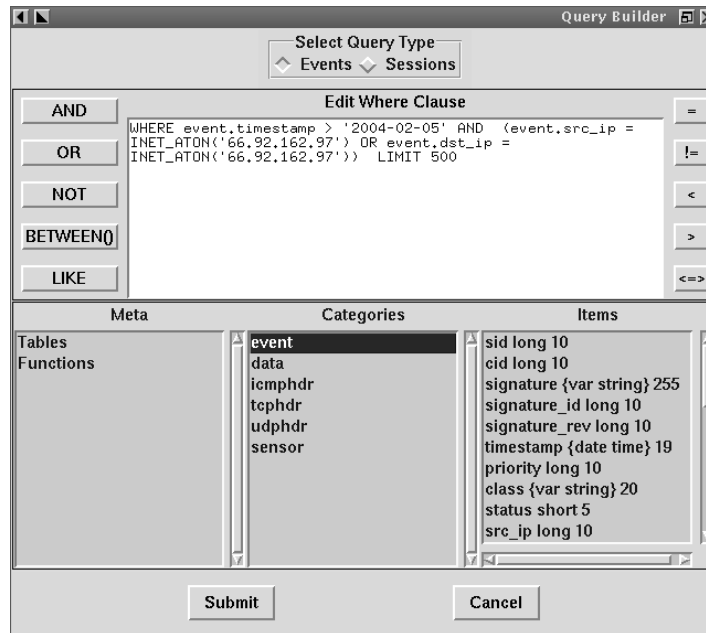 Query Builder
Select Query Type
Events Sessions
Edit Where Clause
AND
OR
NOT
BETWEEN()
LIKE
WHERE event.timestamp > '2004-02-05' AND  (event.src_ip =
INET_ATON('66.92.162.97') OR event.dst_ip =
INET_ATON('66.92.162.97'))  LIMIT 500
=
!=
<
>
<=>
Meta
Tables
Functions
Categories
event
data
icmphdr
tcphdr
udphdr
sensor
Items
sid long 10
cid long 10
signature {var string} 255
signature_id long 10
signature_rev long 10
timestamp {date time} 19
priority long 10
class {var string} 20
status short 5
src_ip long 10
Submit
Cancel